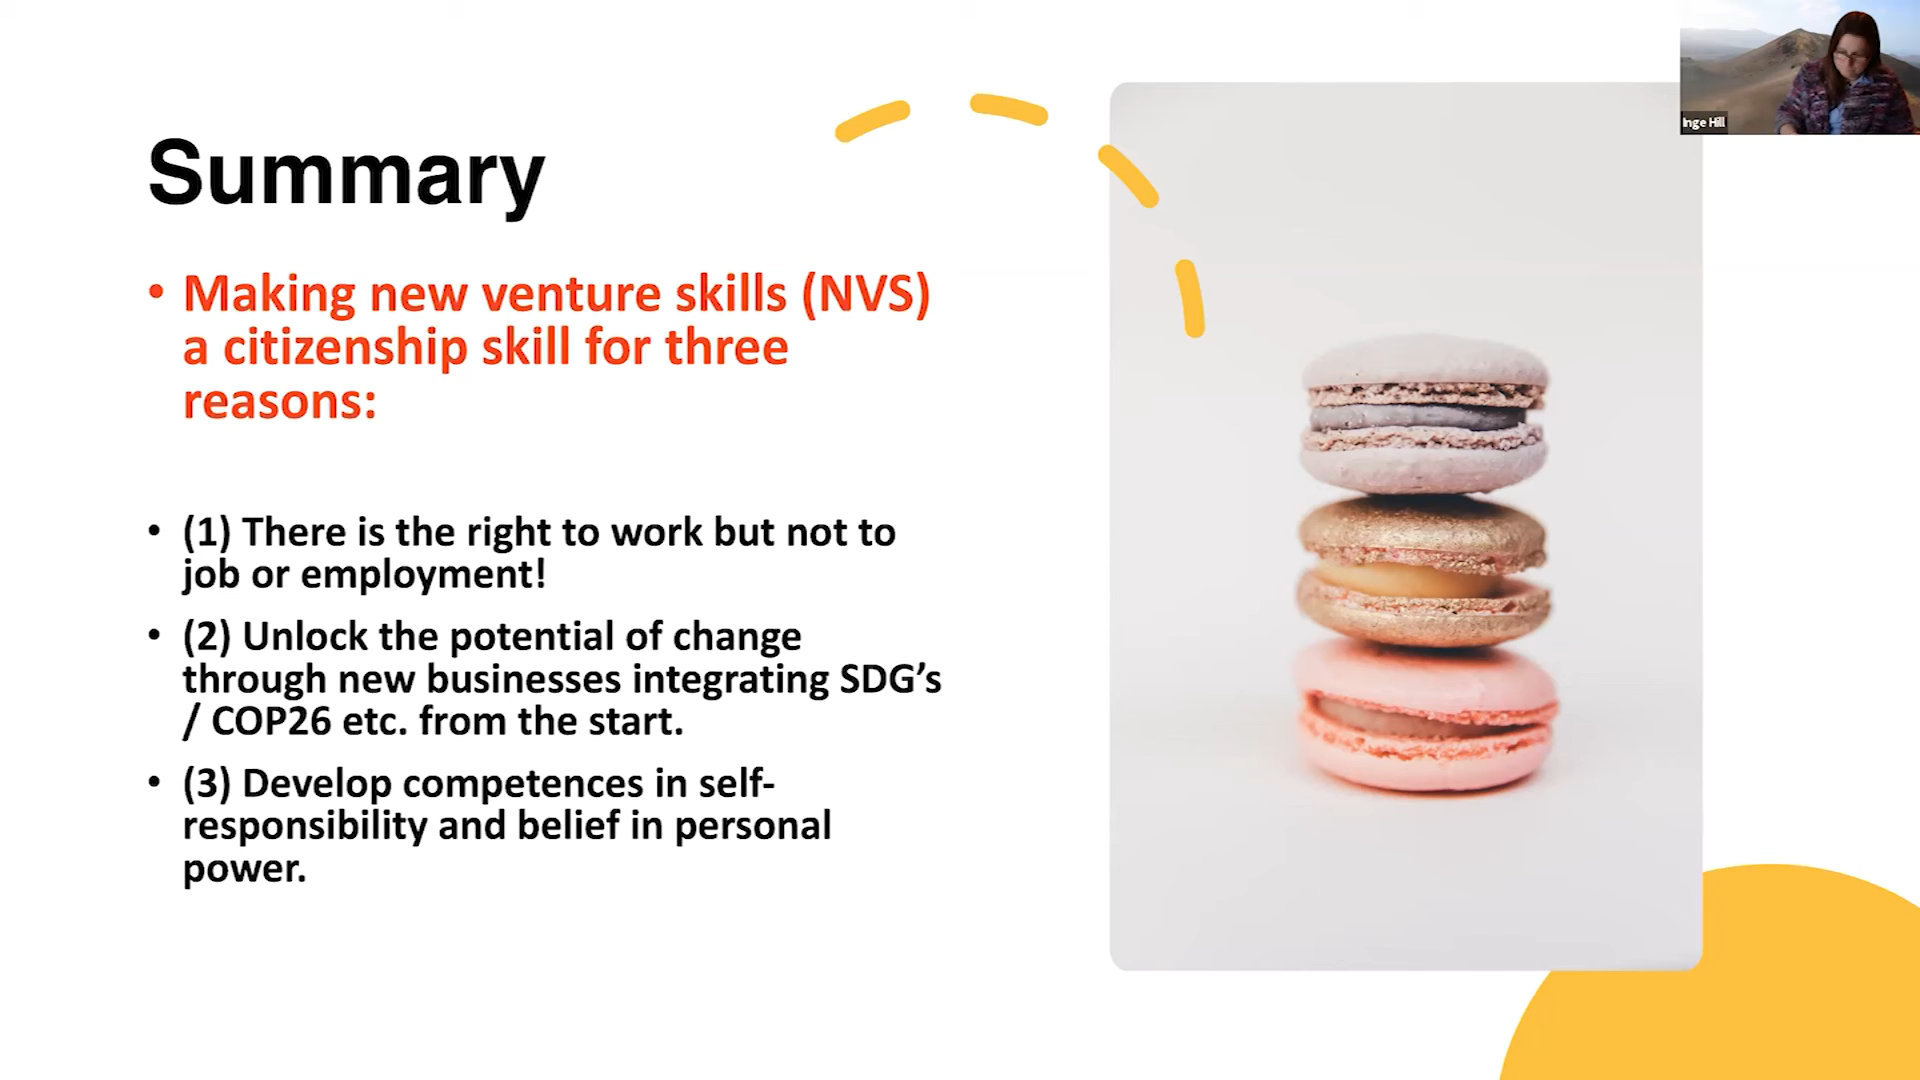 Inge Hill
Summary
• Making new venture skills (NVS)
a citizenship skill for three
reasons:
• (1) There is the right to work but not to
job or employment!
• (2) Unlock the potential of change
through new businesses integrating SDG’s
/ COP26 etc. from the start.
• (3) Develop competences in self-
responsibility and belief in personal
power.